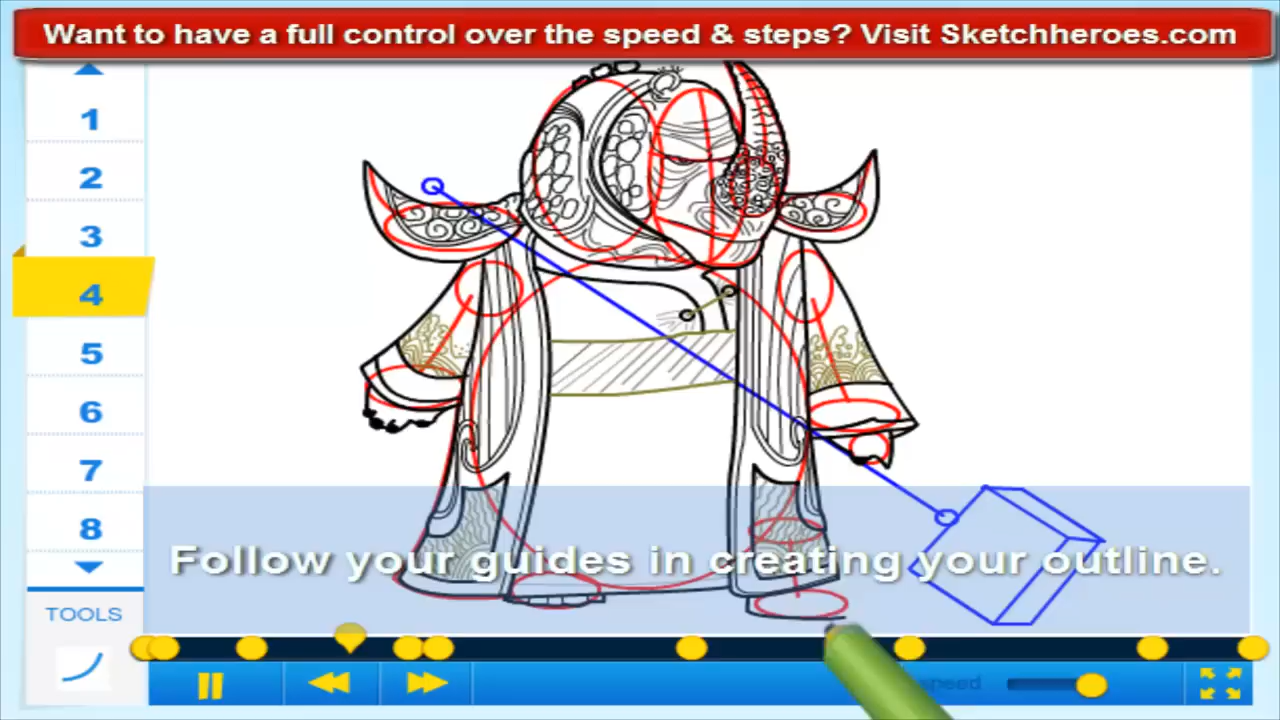 Want to have a full control over the speed & steps? Visit Sketchheroes.com
1
2
3
4
5
6
7
8
Follow your guides in creating your outline.
TOOLS
speed